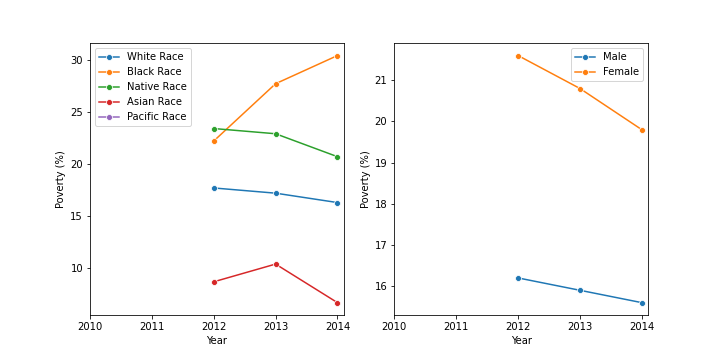 White Race
Black Race
Native Race
Asian Race
Pacific Race
30
25
20
15
10
Poverty (%)
2010 2011 2012 2013 2014
Year
Male
Female
21
20
19
18
17
16
Poverty (%)
2010 2011 2012 2013 2014
Year